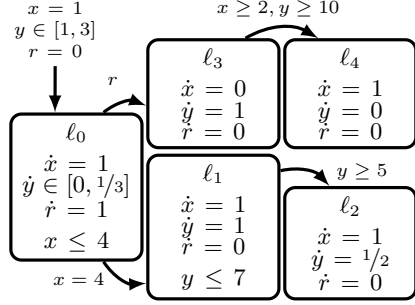 x = 1
y ∈ [1, 3]
r = 0
x ≥ 2, y ≥ 10
r
ℓ₃
ẋ = 0
ẏ = 1
ṙ = 0
ℓ₄
ẋ = 1
ẏ = 0
ṙ = 0
ℓ₀
ẋ = 1
ẏ ∈ [0, 1/3]
ṙ = 1
x ≤ 4
x = 4
ℓ₁
ẋ = 1
ẏ = 1
ṙ = 0
y ≤ 7
y ≥ 5
ℓ₂
ẋ = 1
ẏ = 1/2
ṙ = 0